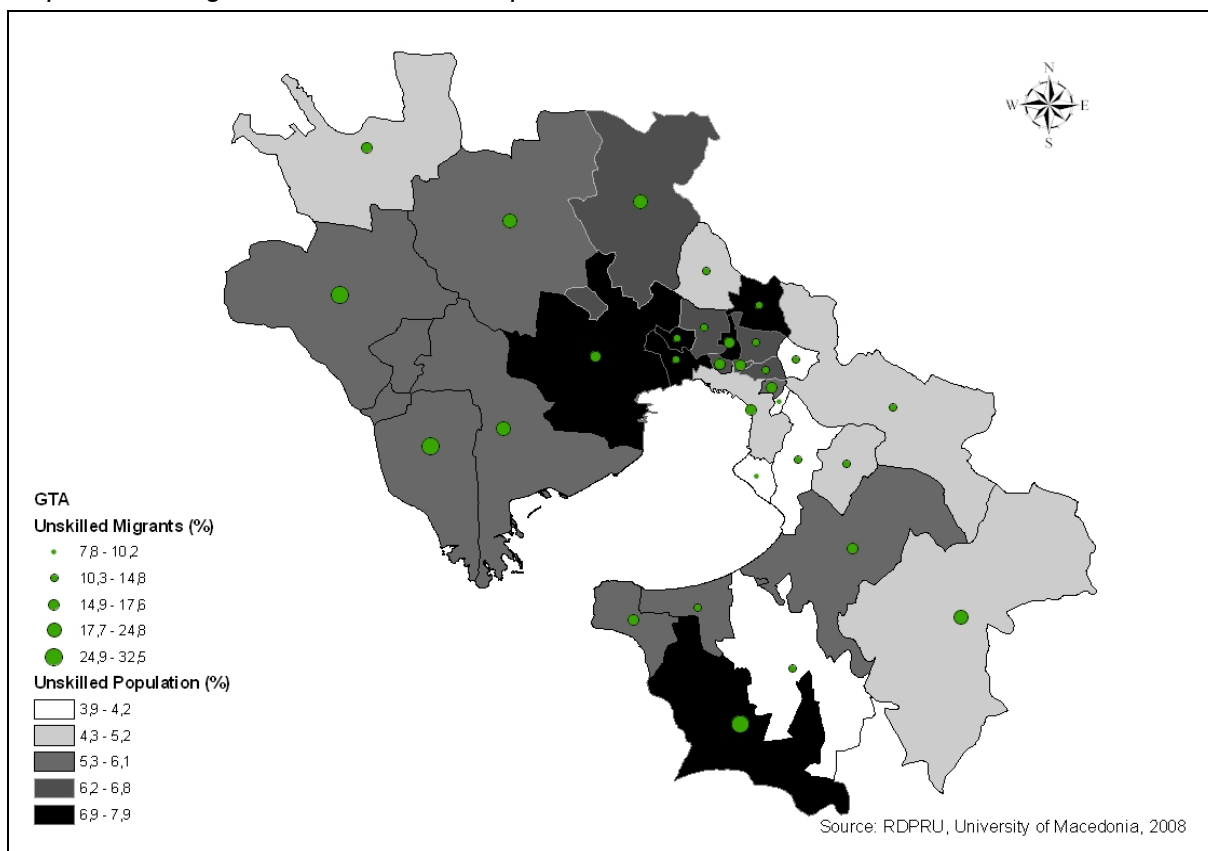 N
W E
S
GTA
Unskilled Migrants (%)
7,8 - 10,2
10,3 - 14,8
14,9 - 17,6
17,7 - 24,8
24,9 - 32,5
Unskilled Population (%)
3,9 - 4,2
4,3 - 5,2
5,3 - 6,1
6,2 - 6,8
6,9 - 7,9
Source: RDPRU, University of Macedonia, 2008